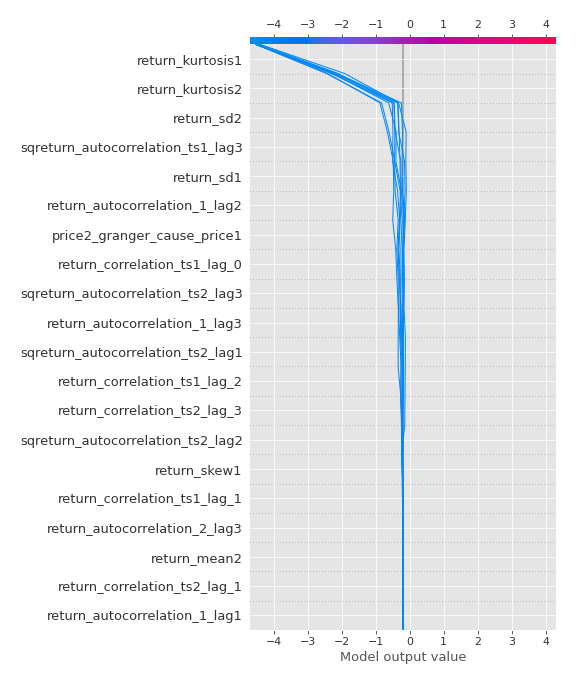 −4 −3 −2 −1 0 1 2 3 4
return_kurtosis1
return_kurtosis2
return_sd2
sqreturn_autocorrelation_ts1_lag3
return_sd1
return_autocorrelation_1_lag2
price2_granger_cause_price1
return_correlation_ts1_lag_0
sqreturn_autocorrelation_ts2_lag3
return_autocorrelation_1_lag3
sqreturn_autocorrelation_ts2_lag1
return_correlation_ts1_lag_2
return_correlation_ts2_lag_3
sqreturn_autocorrelation_ts2_lag2
return_skew1
return_correlation_ts1_lag_1
return_autocorrelation_2_lag3
return_mean2
return_correlation_ts2_lag_1
return_autocorrelation_1_lag1
−4 −3 −2 −1 0 1 2 3 4
Model output value